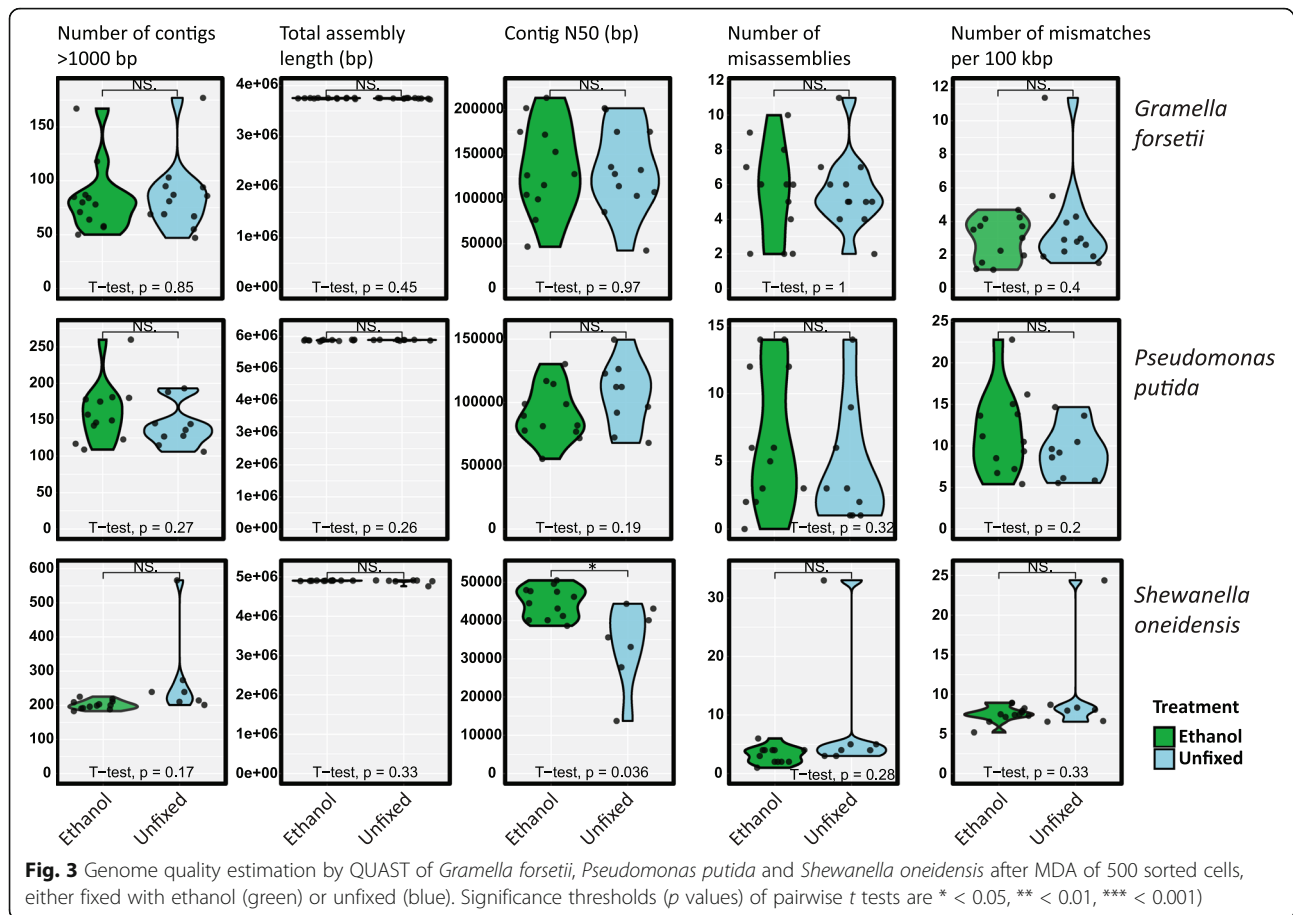 Number of contigs
>1000 bp
Total assembly
length (bp)
Contig N50 (bp)
Number of
misassemblies
Number of mismatches
per 100 kbp
150
100
50
0
NS.
T−test, p = 0.85
4e+06
3e+06
2e+06
1e+06
0e+00
NS.
T−test, p = 0.45
200000
150000
100000
50000
0
NS.
T−test, p = 0.97
12
10
8
6
4
2
0
NS.
T−test, p = 1
12
10
8
6
4
2
0
NS.
T−test, p = 0.4
Gramella
forsetii
250
200
150
100
50
0
NS.
T−test, p = 0.27
6e+06
5e+06
4e+06
3e+06
2e+06
1e+06
0e+00
NS.
T−test, p = 0.26
150000
100000
50000
0
NS.
T−test, p = 0.19
15
10
5
0
NS.
T−test, p = 0.32
25
20
15
10
5
0
NS.
T−test, p = 0.2
Pseudomonas
putida
600
500
400
300
200
100
0
NS.
T−test, p = 0.17
5e+06
4e+06
3e+06
2e+06
1e+06
0e+00
NS.
T−test, p = 0.33
50000
40000
30000
20000
10000
0
*
T−test, p = 0.036
30
20
10
0
NS.
T−test, p = 0.28
25
20
15
10
5
0
NS.
T−test, p = 0.33
Shewanella
oneidensis
Treatment
Ethanol
Unfixed
Ethanol
Unfixed
Ethanol
Unfixed
Ethanol
Unfixed
Ethanol
Unfixed
Ethanol
Unfixed
Fig. 3 Genome quality estimation by QUAST of Gramella forsetii, Pseudomonas putida and Shewanella oneidensis after MDA of 500 sorted cells,
either fixed with ethanol (green) or unfixed (blue). Significance thresholds (p values) of pairwise t tests are * < 0.05, ** < 0.01, *** < 0.001)